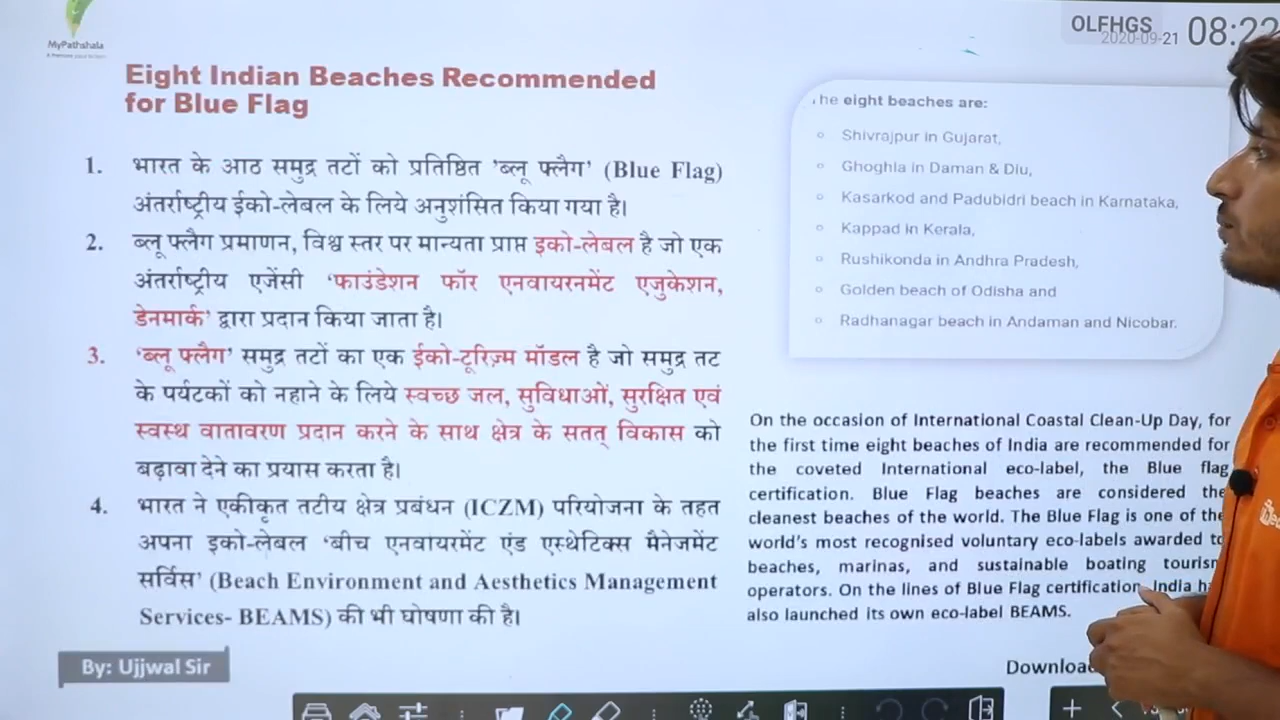 MyPathshala
OLFHGS
2020-09-21
08:22
Eight Indian Beaches Recommended
for Blue Flag
1. भारत के आठ समुद्र तटों को प्रतिष्ठित 'ब्लू फ्लैग' (Blue Flag)
अंतर्राष्ट्रीय ईको-लेबल के लिये अनुशंसित किया गया है।
2. ब्लू फ्लैग प्रमाणन, विश्व स्तर पर मान्यता प्राप्त इको-लेबल है जो एक
अंतर्राष्ट्रीय एजेंसी 'फाउंडेशन फॉर एनवायरनमेंट एजुकेशन,
डेनमार्क' द्वारा प्रदान किया जाता है।
3. 'ब्लू फ्लैग' समुद्र तटों का एक ईको-टूरिज़्म मॉडल है जो समुद्र तट
के पर्यटकों को नहाने के लिये स्वच्छ जल, सुविधाओं, सुरक्षित एवं
स्वस्थ वातावरण प्रदान करने के साथ क्षेत्र के सतत् विकास को
बढ़ावा देने का प्रयास करता है।
4. भारत ने एकीकृत तटीय क्षेत्र प्रबंधन (ICZM) परियोजना के तहत
अपना इको-लेबल 'बीच एनवायरमेंट एंड एस्थेटिक्स मैनेजमेंट
सर्विस' (Beach Environment and Aesthetics Management
Services- BEAMS) की भी घोषणा की है।
By: Ujjwal Sir
he eight beaches are:
Shivrajpur in Gujarat,
Ghoghla in Daman & Diu,
Kasarkod and Padubidri beach in Karnataka,
Kappad in Kerala,
Rushikonda in Andhra Pradesh,
Golden beach of Odisha and
Radhanagar beach in Andaman and Nicobar.
On the occasion of International Coastal Clean-Up Day, for
the first time eight beaches of India are recommended for
the coveted International eco-label, the Blue flag
certification. Blue Flag beaches are considered the
cleanest beaches of the world. The Blue Flag is one of the
world's most recognised voluntary eco-labels awarded to
beaches, marinas, and sustainable boating tourism
operators. On the lines of Blue Flag certification, India
also launched its own eco-label BEAMS.